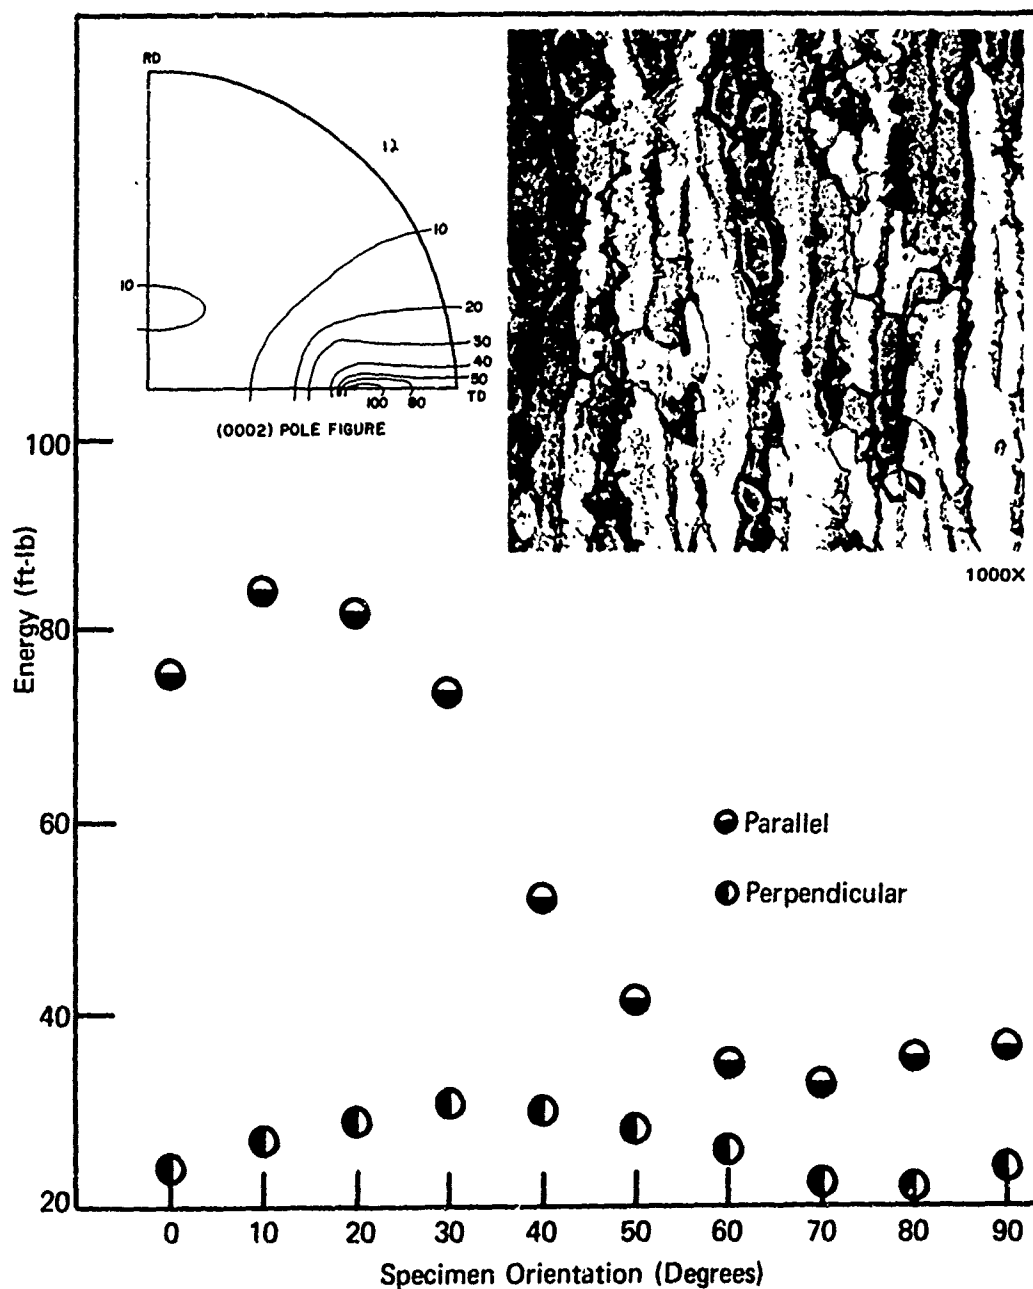 RD
12
10
10
20
30
40
50
100 80
TD
(0002) POLE FIGURE
1000X
Energy (ft-lb)
100
80
60
40
20
Parallel
Perpendicular
0 10 20 30 40 50 60 70 80 90
Specimen Orientation (Degrees)